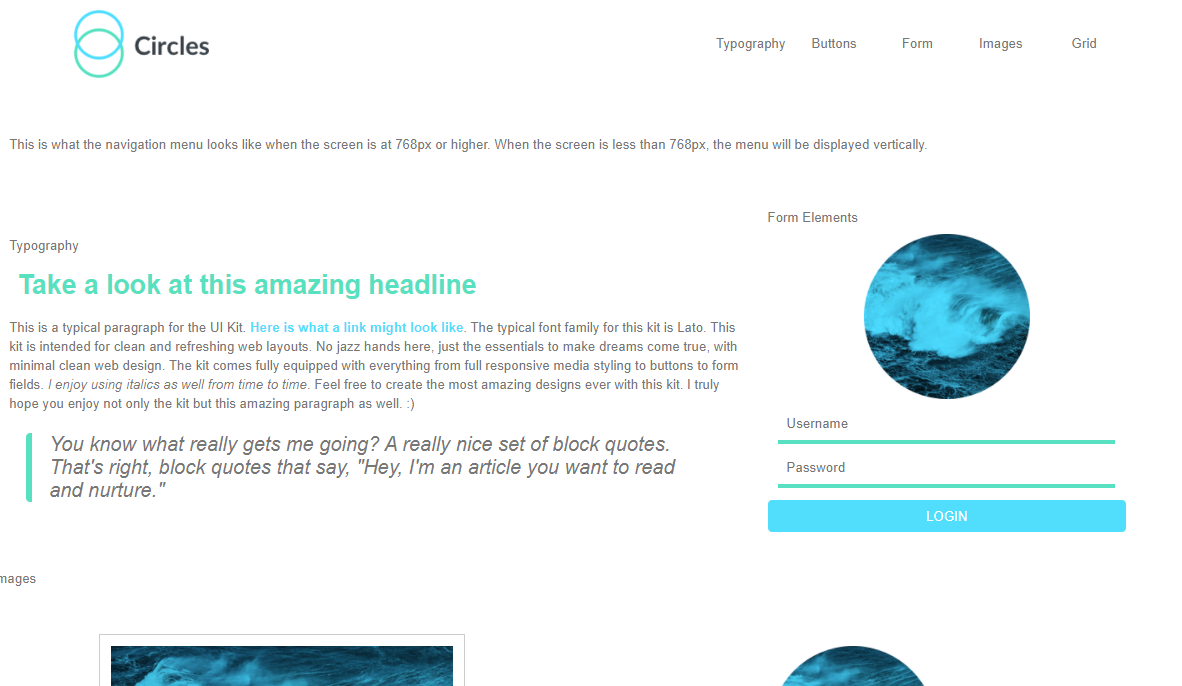 Circles
Typography Buttons Form Images Grid
This is what the navigation menu looks like when the screen is at 768px or higher. When the screen is less than 768px, the menu will be displayed vertically.
Typography
Take a look at this amazing headline
This is a typical paragraph for the UI Kit. Here is what a link might look like. The typical font family for this kit is Lato. This
kit is intended for clean and refreshing web layouts. No jazz hands here, just the essentials to make dreams come true, with
minimal clean web design. The kit comes fully equipped with everything from full responsive media styling to buttons to form
fields. I enjoy using italics as well from time to time. Feel free to create the most amazing designs ever with this kit. I truly
hope you enjoy not only the kit but this amazing paragraph as well. :)
You know what really gets me going? A really nice set of block quotes.
That's right, block quotes that say, "Hey, I'm an article you want to read
and nurture."
Form Elements
Username
Password
LOGIN
mages